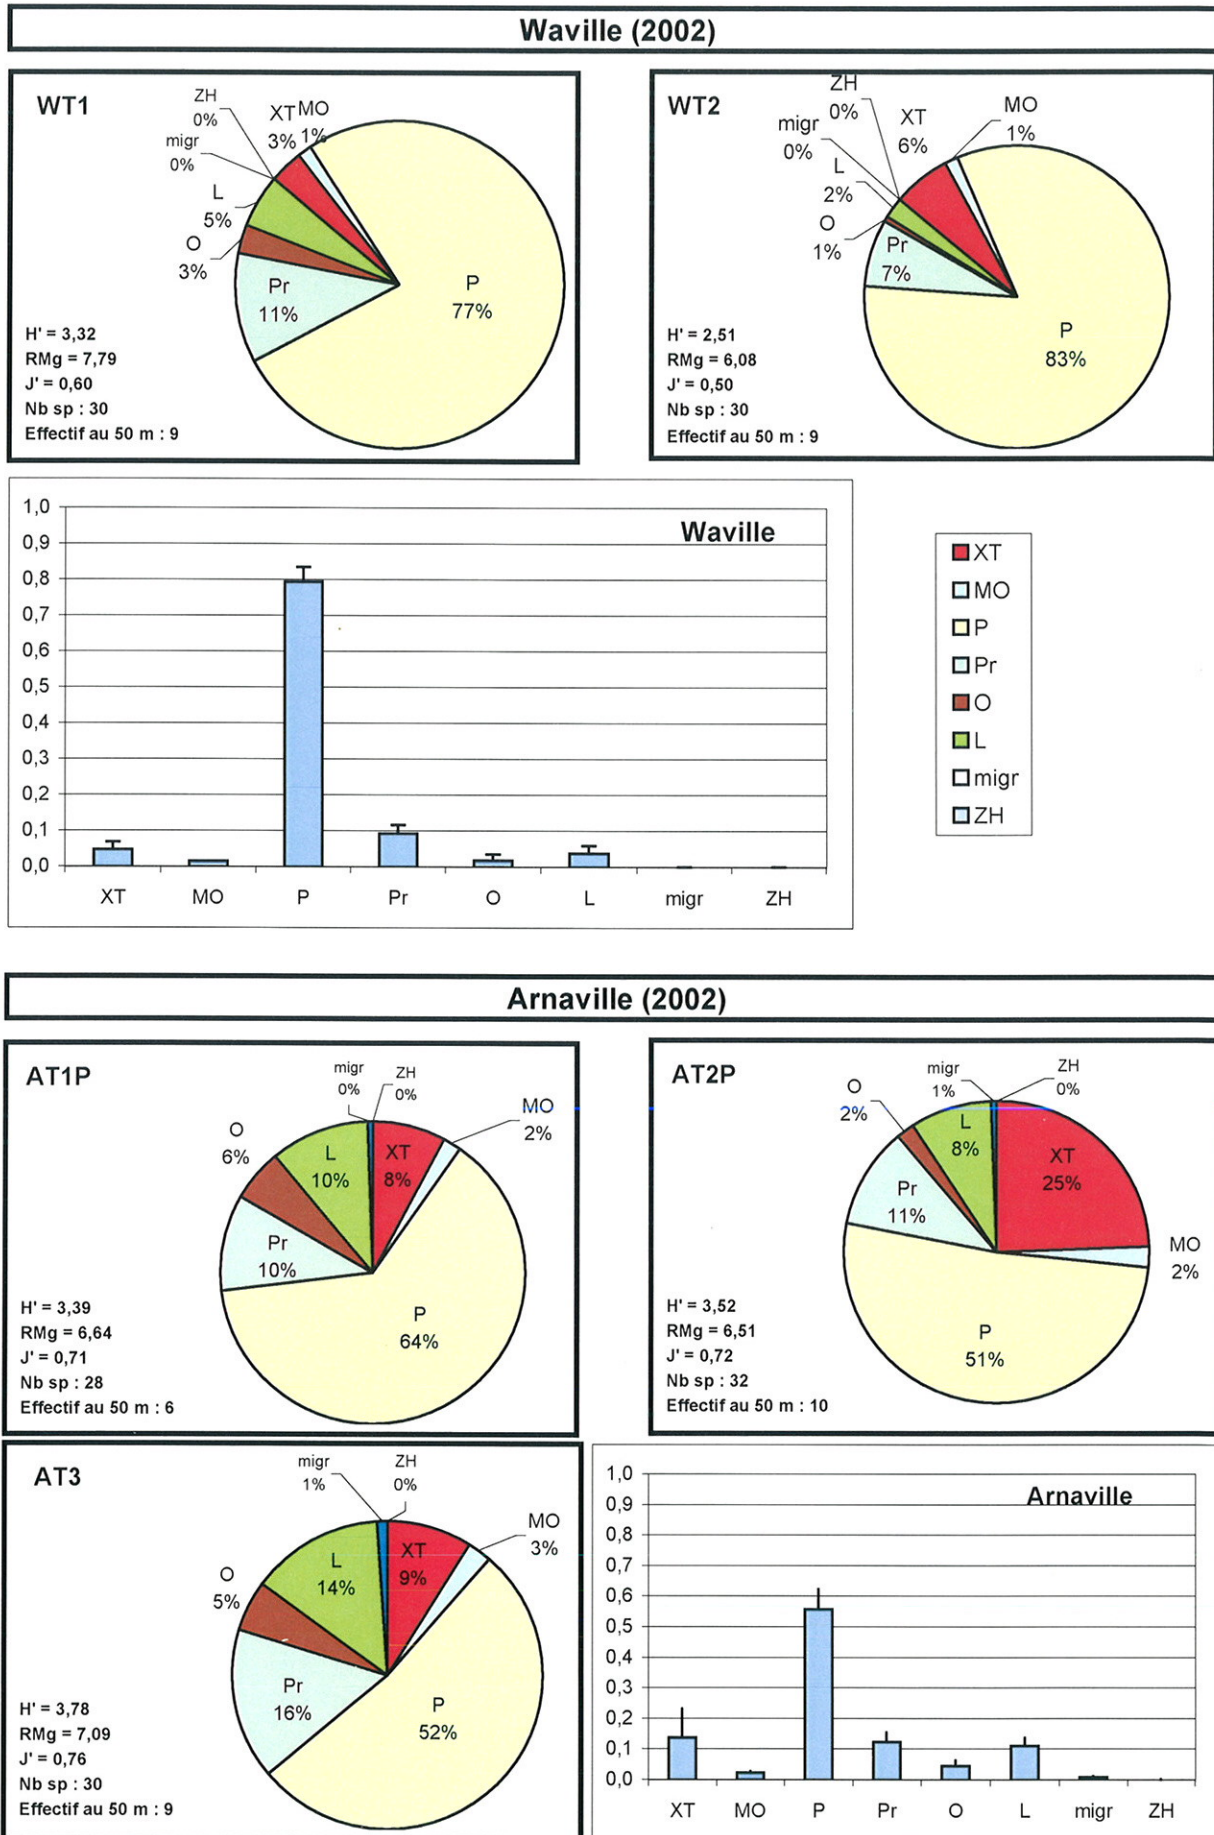 Waville (2002)
WT1
ZH
0%
XT
3%
MO
1%
migr
0%
L
5%
O
3%
Pr
11%
P
77%
H' = 3,32
RMg = 7,79
J' = 0,60
Nb sp : 30
Effectif au 50 m : 9
WT2
ZH
0%
XT
6%
MO
1%
migr
0%
L
2%
O
1%
Pr
7%
P
83%
H' = 2,51
RMg = 6,08
J' = 0,50
Nb sp : 30
Effectif au 50 m : 9
Waville
1,0
0,9
0,8
0,7
0,6
0,5
0,4
0,3
0,2
0,1
0,0
XT MO P Pr O L migr ZH
XT
MO
P
Pr
O
L
migr
ZH
Arnaville (2002)
AT1P
migr
0%
ZH
0%
MO
2%
O
6%
L
10%
XT
8%
Pr
10%
P
64%
H' = 3,39
RMg = 6,64
J' = 0,71
Nb sp : 28
Effectif au 50 m : 6
AT2P
migr
1%
ZH
0%
O
2%
L
8%
XT
25%
Pr
11%
MO
2%
P
51%
H' = 3,52
RMg = 6,51
J' = 0,72
Nb sp : 32
Effectif au 50 m : 10
AT3
migr
1%
ZH
0%
MO
3%
XT
9%
L
14%
O
5%
Pr
16%
P
52%
H' = 3,78
RMg = 7,09
J' = 0,76
Nb sp : 30
Effectif au 50 m : 9
Arnaville
1,0
0,9
0,8
0,7
0,6
0,5
0,4
0,3
0,2
0,1
0,0
XT MO P Pr O L migr ZH